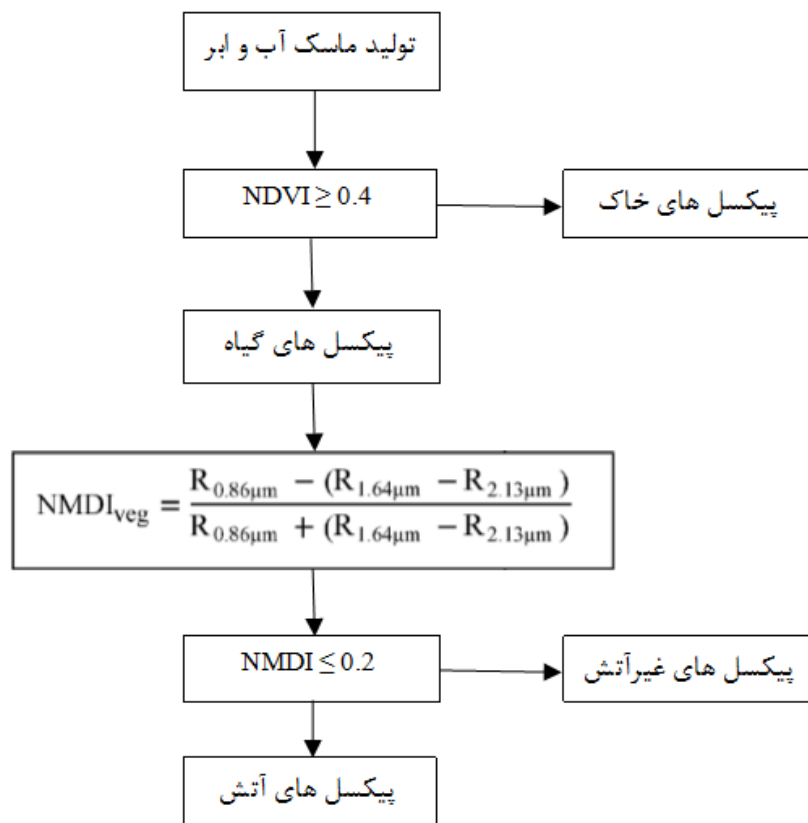 تولید ماسک آب و ابر
NDVI ≥ 0.4
پیکسل های خاک
پیکسل های گیاه
NMDI_veg = (R_0.86μm − (R_1.64μm − R_2.13μm)) / (R_0.86μm + (R_1.64μm − R_2.13μm))
NMDI ≤ 0.2
پیکسل های غیرآتش
پیکسل های آتش